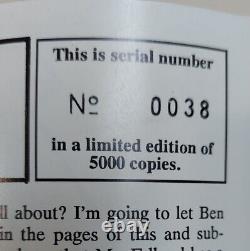 This is serial number
Nº 0038
in a limited edition of
5000 copies.
ll about? I'm going to let Ben
in the pages of this and sub-
ebay